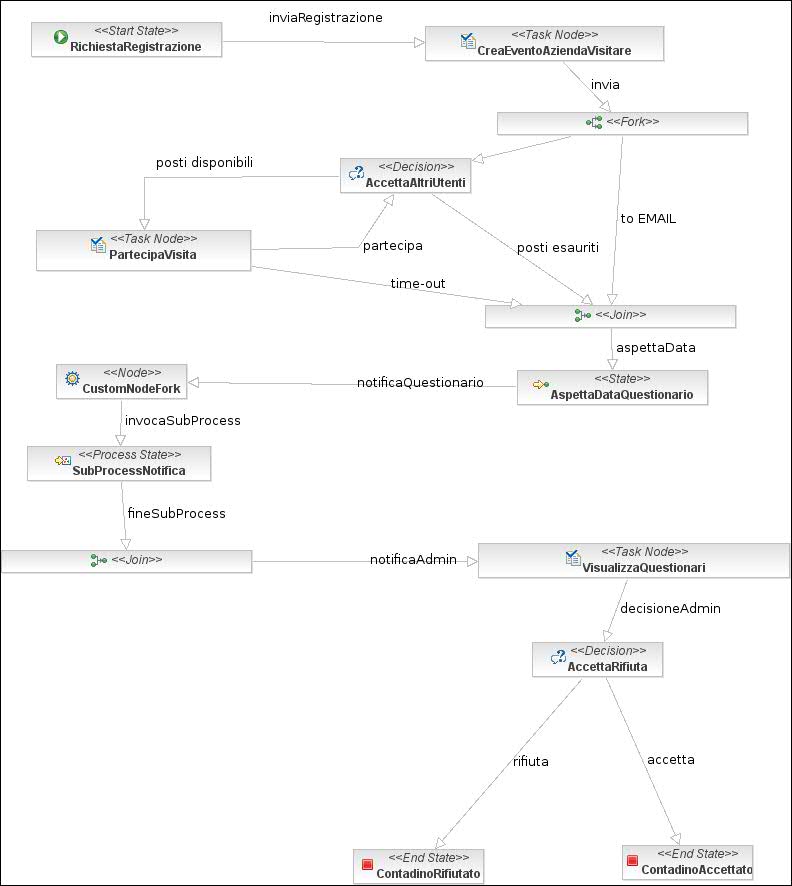 <<Start State>>
RichiestaRegistrazione
inviaRegistrazione
<<Task Node>>
CreaEventoAziendaVisitare
invia
<<Fork>>
<<Decision>>
AccettaAltriUtenti
posti disponibili
to EMAIL
<<Task Node>>
PartecipaVisita
partecipa
posti esauriti
time-out
<<Join>>
aspettaData
<<State>>
AspettaDataQuestionario
notificaQuestionario
<<Node>>
CustomNodeFork
invocaSubProcess
<<Process State>>
SubProcessNotifica
fineSubProcess
<<Join>>
notificaAdmin
<<Task Node>>
VisualizzaQuestionari
decisioneAdmin
<<Decision>>
AccettaRifiuta
rifiuta
accetta
<<End State>>
ContadinoRifiutato
<<End State>>
ContadinoAccettato